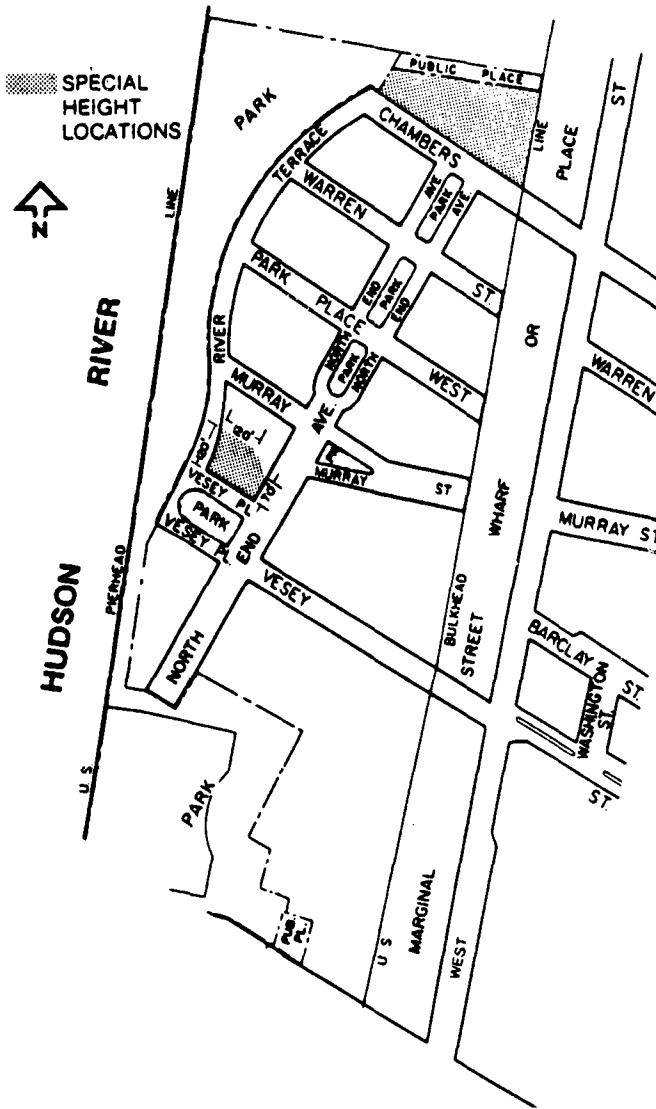 SPECIAL
HEIGHT
LOCATIONS
N
HUDSON
RIVER
U S
PIERHEAD
LINE
PARK
PUBLIC PLACE
CHAMBERS
ST
LINE
PLACE
TERRACE
WARREN
ST.
AVE
PARK
AVE.
END
PARK
END
PARK PLACE
WEST
NORTH
PARK
NORTH
OR
WARREN
RIVER
MURRAY
AVE.
MURRAY
ST
VESEY PL.
PARK
VESEY PL.
END
NORTH
VESEY
ST.
WHARF
BULKHEAD
STREET
MURRAY ST
BARCLAY
ST.
WASHINGTON
ST.
PARK
PUB.
PL.
U S
MARGINAL
WEST